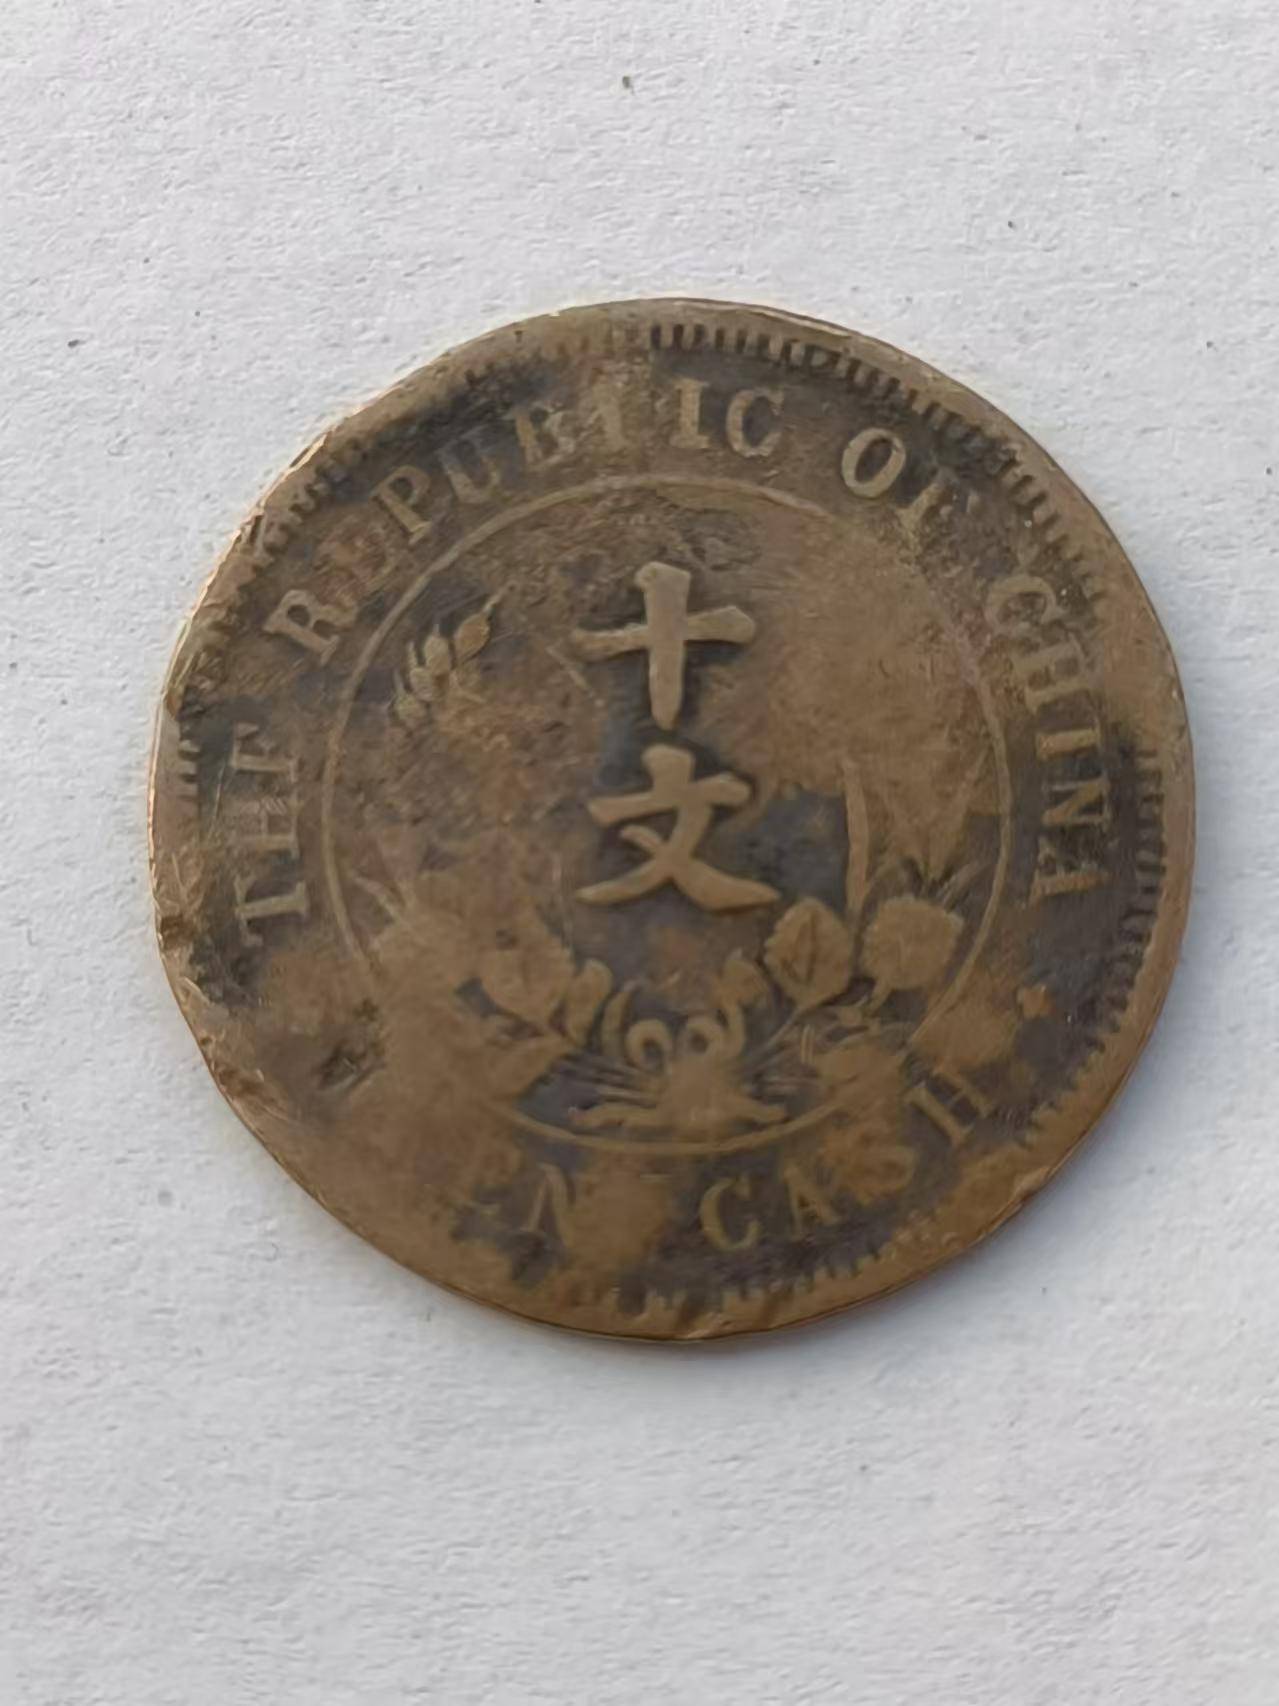 THE REPUBLIC OF CHINA
十
文
CASH